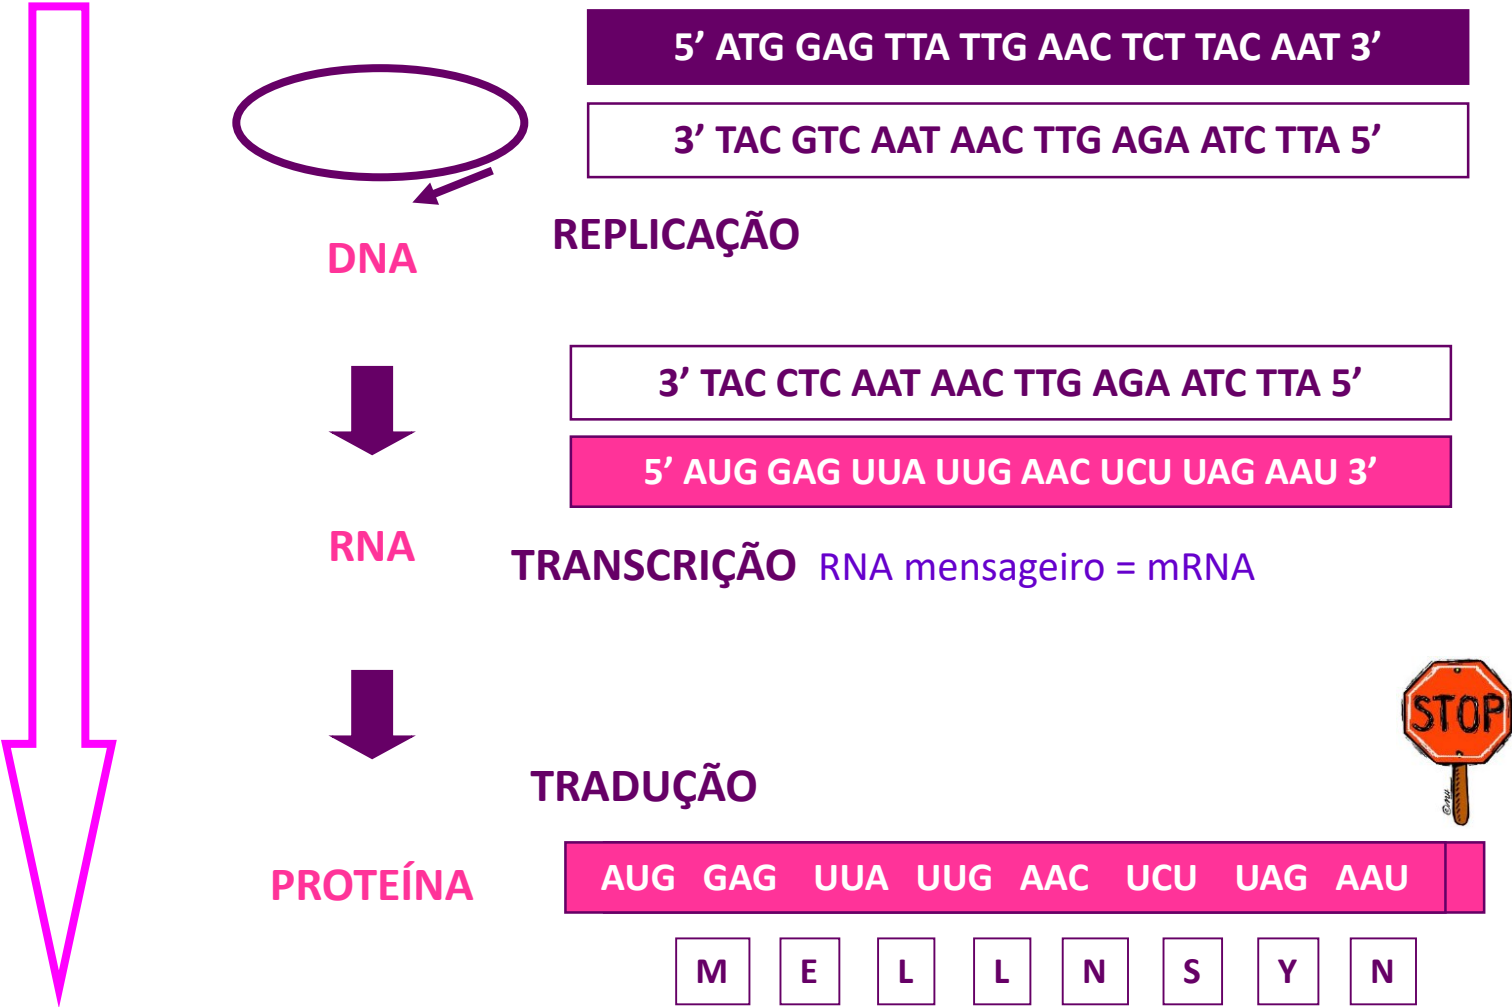 5’ ATG GAG TTA TTG AAC TCT TAC AAT 3’
3’ TAC GTC AAT AAC TTG AGA ATC TTA 5’
REPLICAÇÃO
DNA
3’ TAC CTC AAT AAC TTG AGA ATC TTA 5’
5’ AUG GAG UUA UUG AAC UCU UAG AAU 3’
RNA
TRANSCRIÇÃO RNA mensageiro = mRNA
STOP
TRADUÇÃO
PROTEÍNA
AUG GAG UUA UUG AAC UCU UAG AAU
M E L L N S Y N